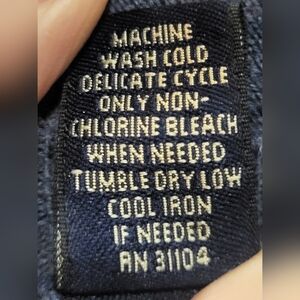 MACHINE
WASH COLD
DELICATE CYCLE
ONLY NON-
CHLORINE BLEACH
WHEN NEEDED
TUMBLE DRY LOW
COOL IRON
IF NEEDED
RN 31104